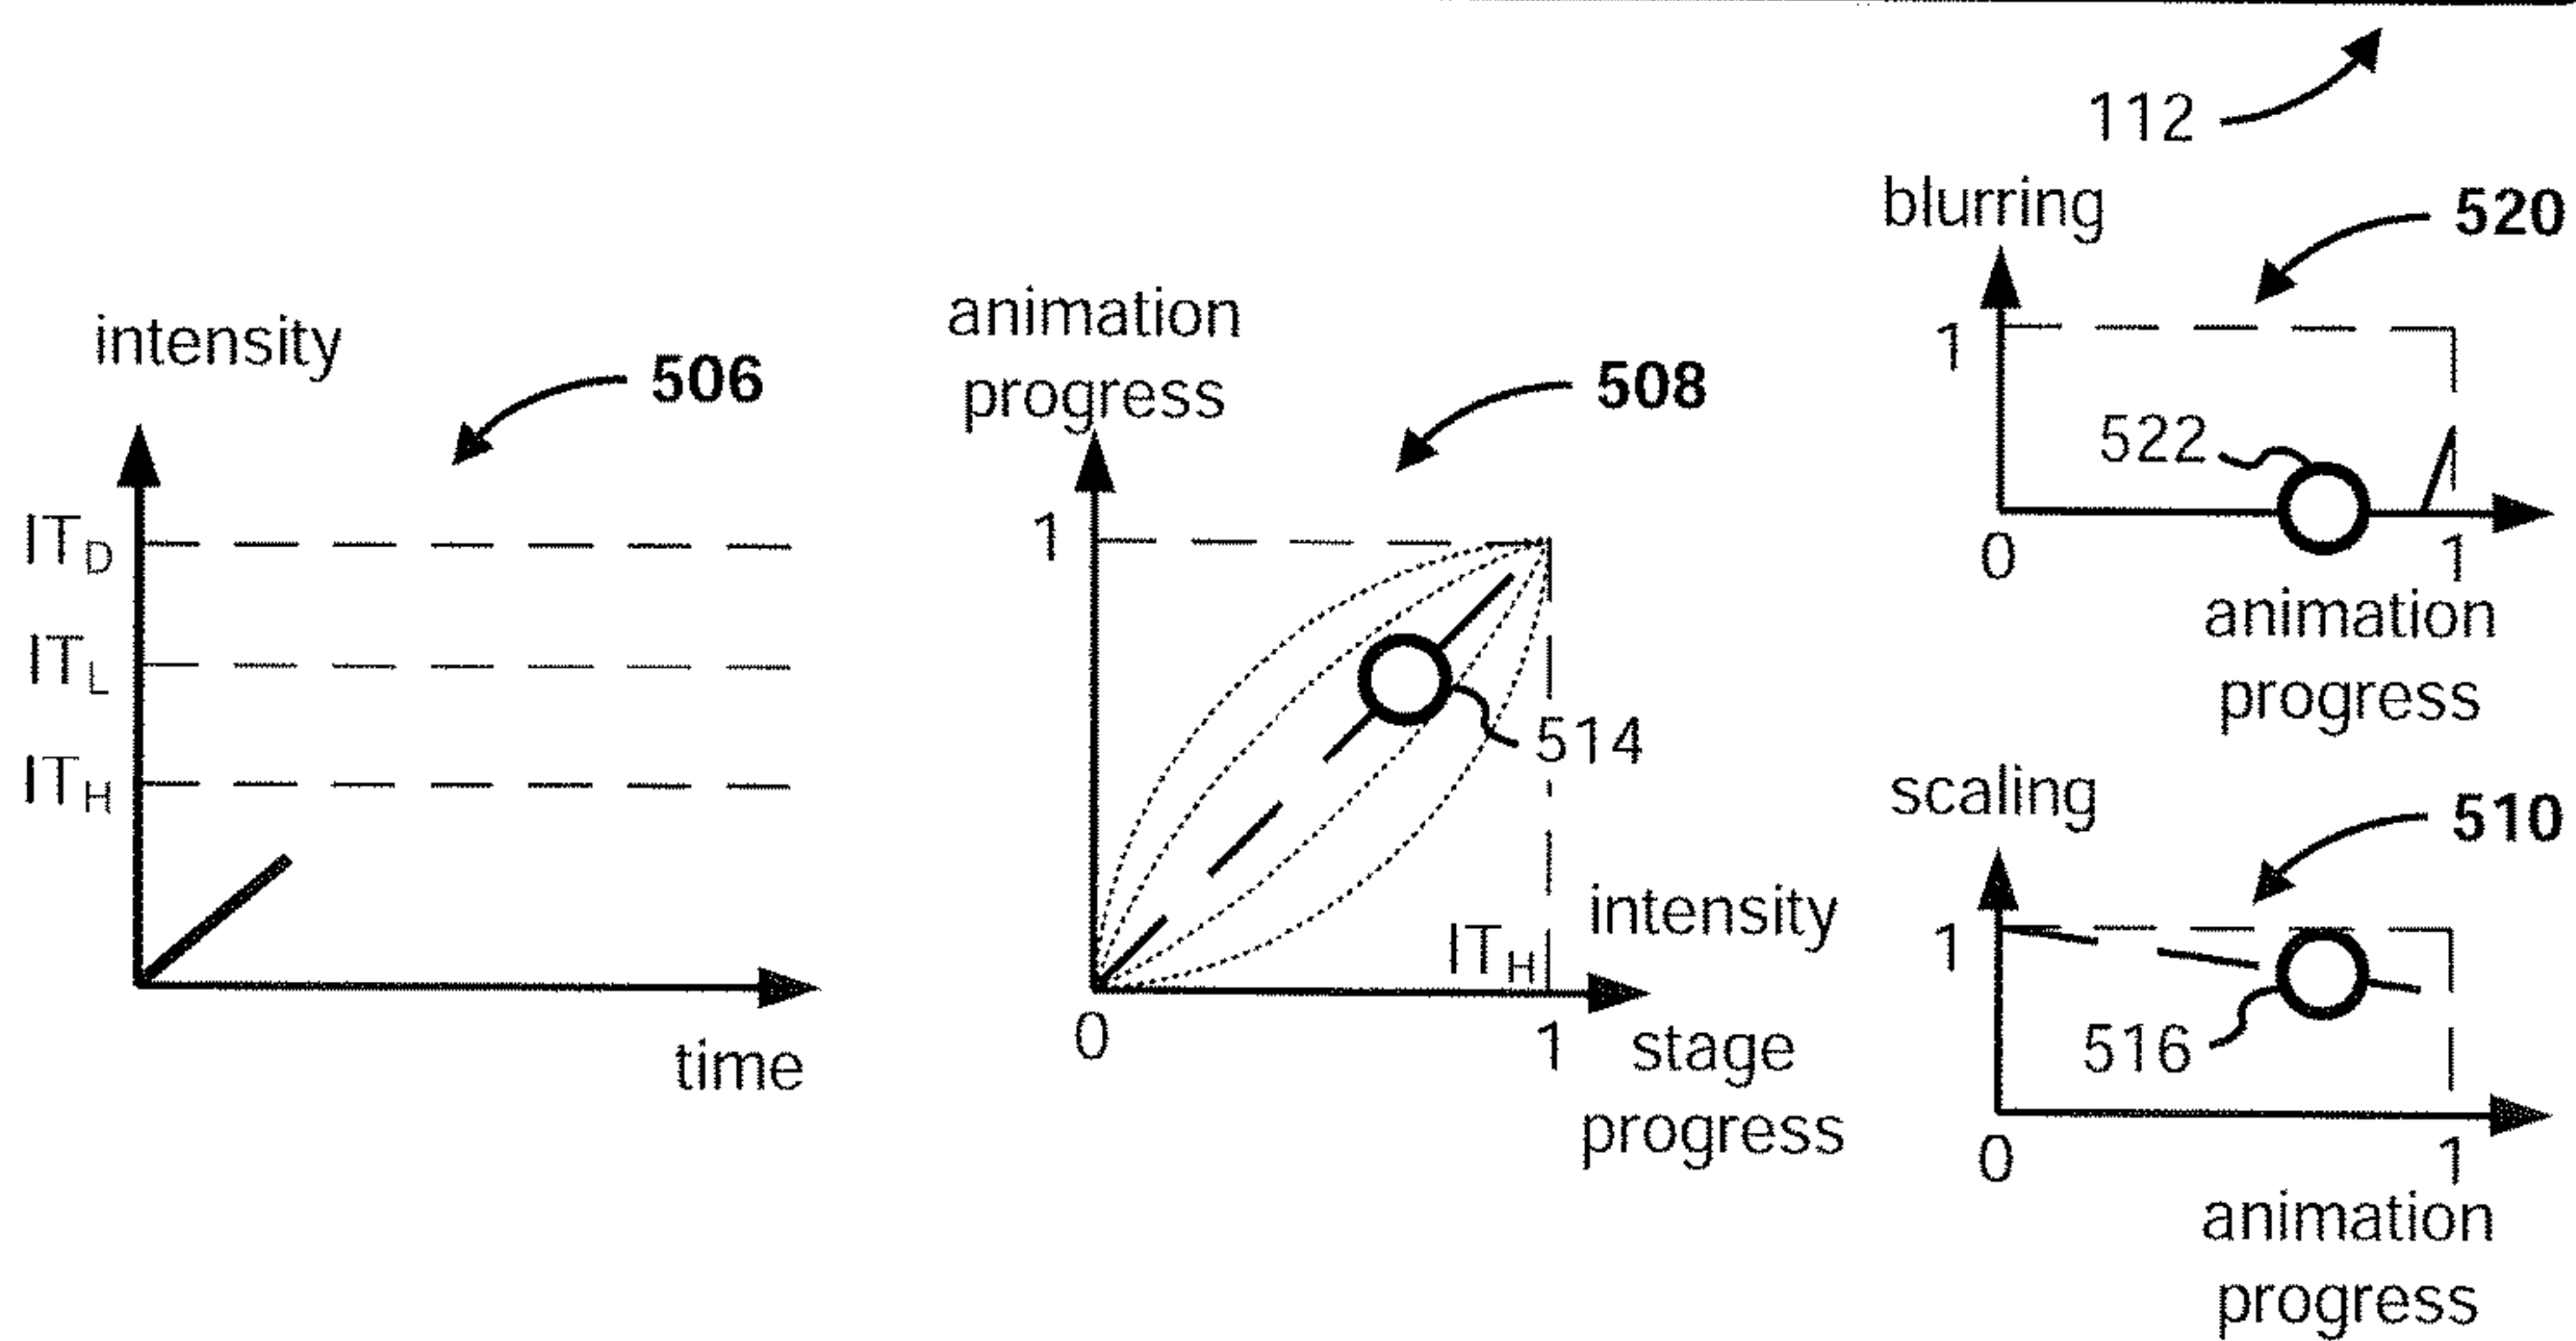 112
intensity
506
IT_D
IT_L
IT_H
time
animation
progress
508
1
514
IT_H
intensity
0
1
stage
progress
blurring
520
1
522
0
1
animation
progress
scaling
510
1
516
0
1
animation
progress